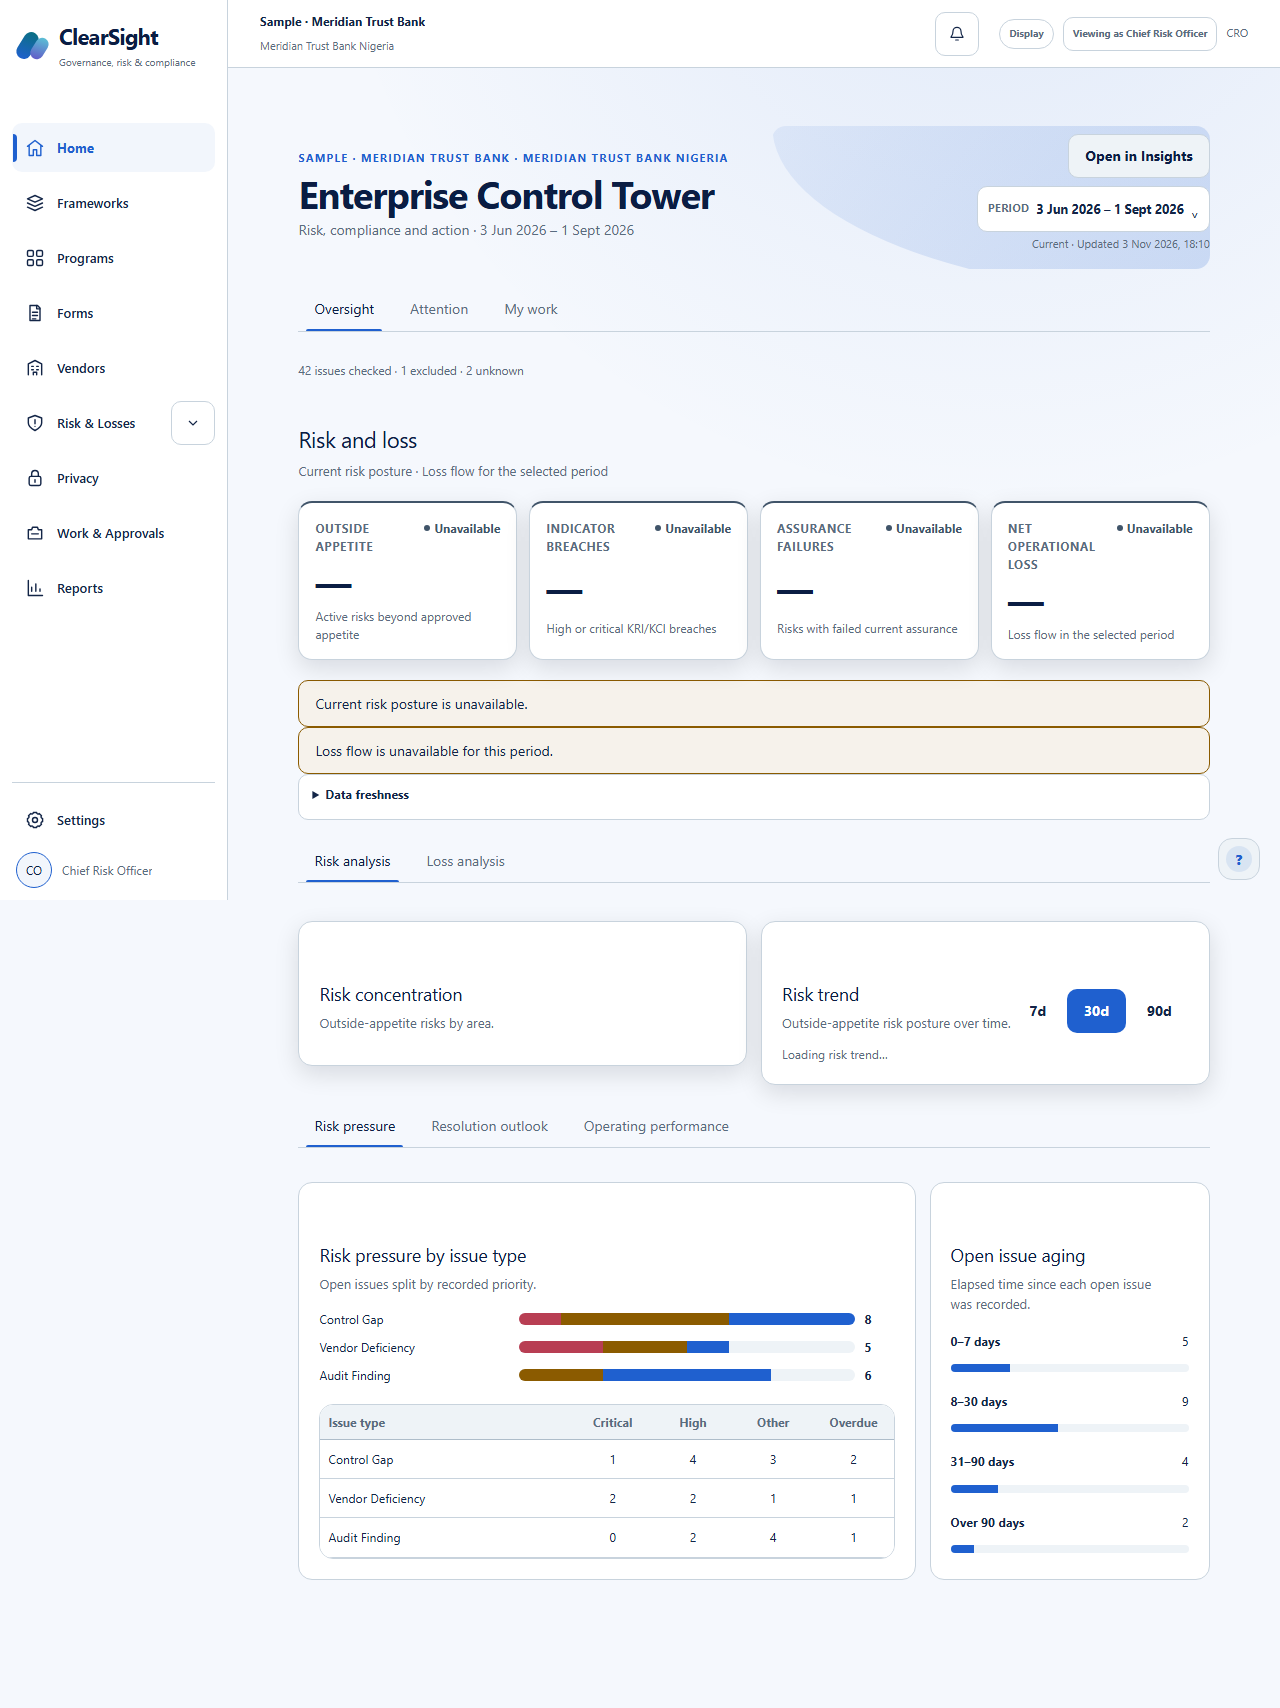 ClearSight
Governance, risk & compliance
Sample · Meridian Trust Bank
Meridian Trust Bank Nigeria
Display
Viewing as Chief Risk Officer
CRO
Home
Frameworks
Programs
Forms
Vendors
Risk & Losses
Privacy
Work & Approvals
Reports
Settings
CO
Chief Risk Officer
SAMPLE · MERIDIAN TRUST BANK · MERIDIAN TRUST BANK NIGERIA
Enterprise Control Tower
Risk, compliance and action · 3 Jun 2026 – 1 Sept 2026
Open in Insights
PERIOD 3 Jun 2026 – 1 Sept 2026 v
Current · Updated 3 Nov 2026, 18:10
Oversight
Attention
My work
42 issues checked · 1 excluded · 2 unknown
Risk and loss
Current risk posture · Loss flow for the selected period
OUTSIDE
APPETITE
Unavailable
—
Active risks beyond approved
appetite
INDICATOR
BREACHES
Unavailable
—
High or critical KRI/KCI breaches
ASSURANCE
FAILURES
Unavailable
—
Risks with failed current assurance
NET
OPERATIONAL
LOSS
Unavailable
—
Loss flow in the selected period
Current risk posture is unavailable.
Loss flow is unavailable for this period.
Data freshness
Risk analysis
Loss analysis
?
Risk concentration
Outside-appetite risks by area.
Risk trend
Outside-appetite risk posture over time.
7d
30d
90d
Loading risk trend...
Risk pressure
Resolution outlook
Operating performance
Risk pressure by issue type
Open issues split by recorded priority.
Control Gap 8
Vendor Deficiency 5
Audit Finding 6
Issue type Critical High Other Overdue
Control Gap 1 4 3 2
Vendor Deficiency 2 2 1 1
Audit Finding 0 2 4 1
Open issue aging
Elapsed time since each open issue
was recorded.
0–7 days 5
8–30 days 9
31–90 days 4
Over 90 days 2